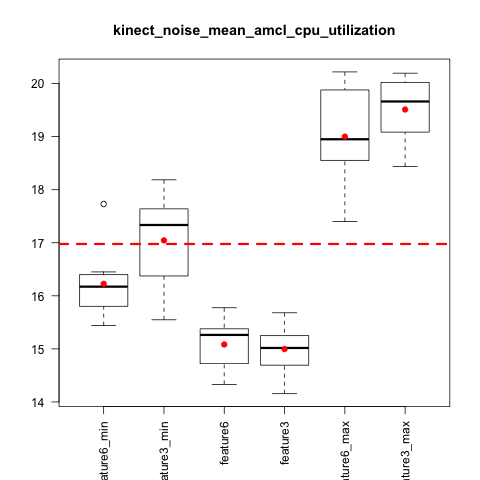 kinect_noise_mean_amcl_cpu_utilization
20
19
18
17
16
15
14
ature6_min
ature3_min
feature6
feature3
ture6_max
ture3_max